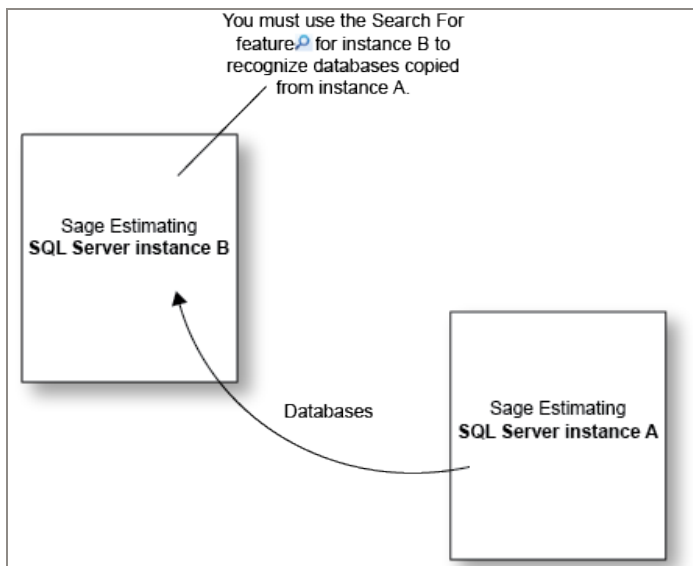 You must use the Search For
feature for instance B to
recognize databases copied
from instance A.
Sage Estimating
SQL Server instance B
Databases
Sage Estimating
SQL Server instance A